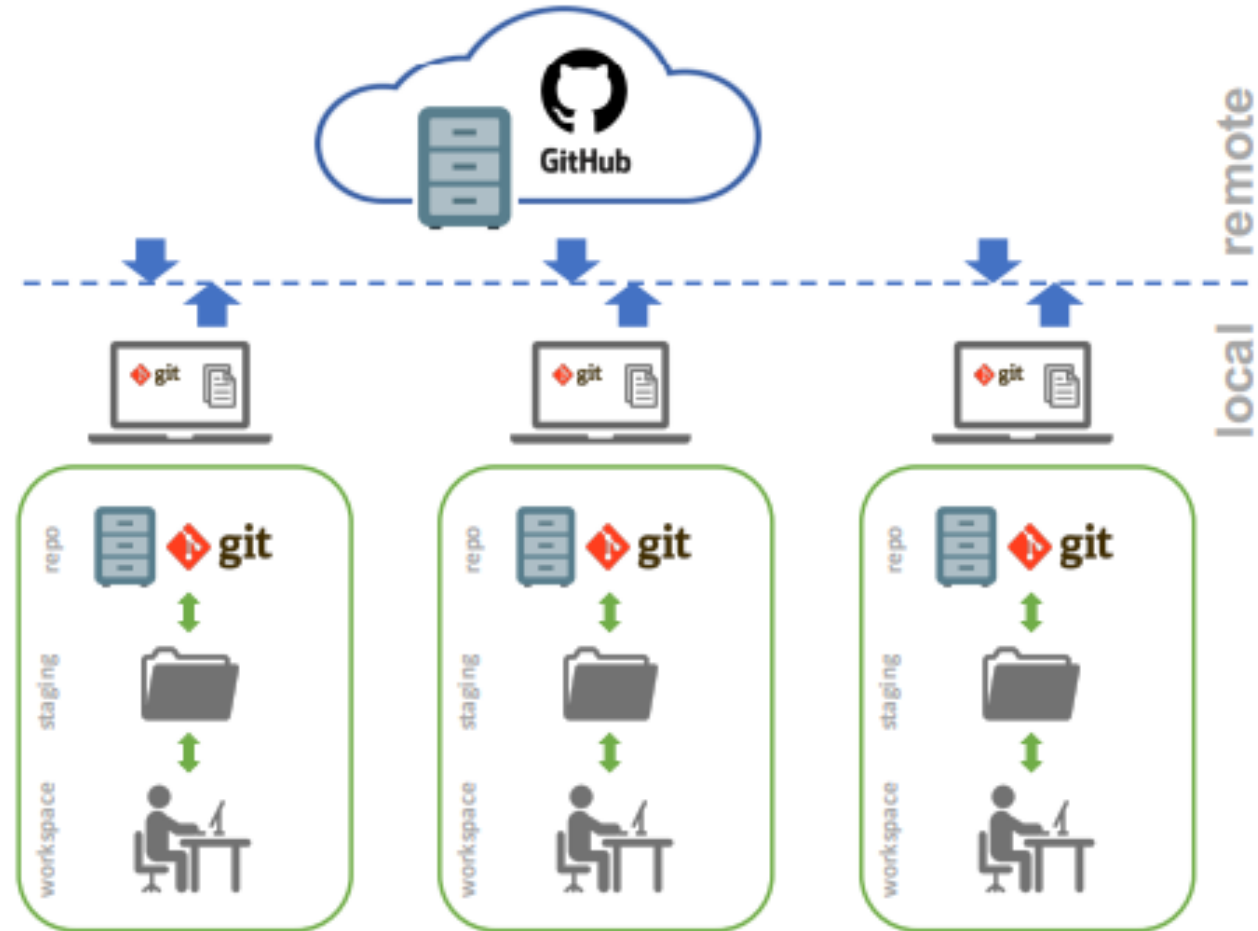 GitHub
remote
local
git
git
git
repo
git
repo
git
repo
git
staging
staging
staging
workspace
workspace
workspace